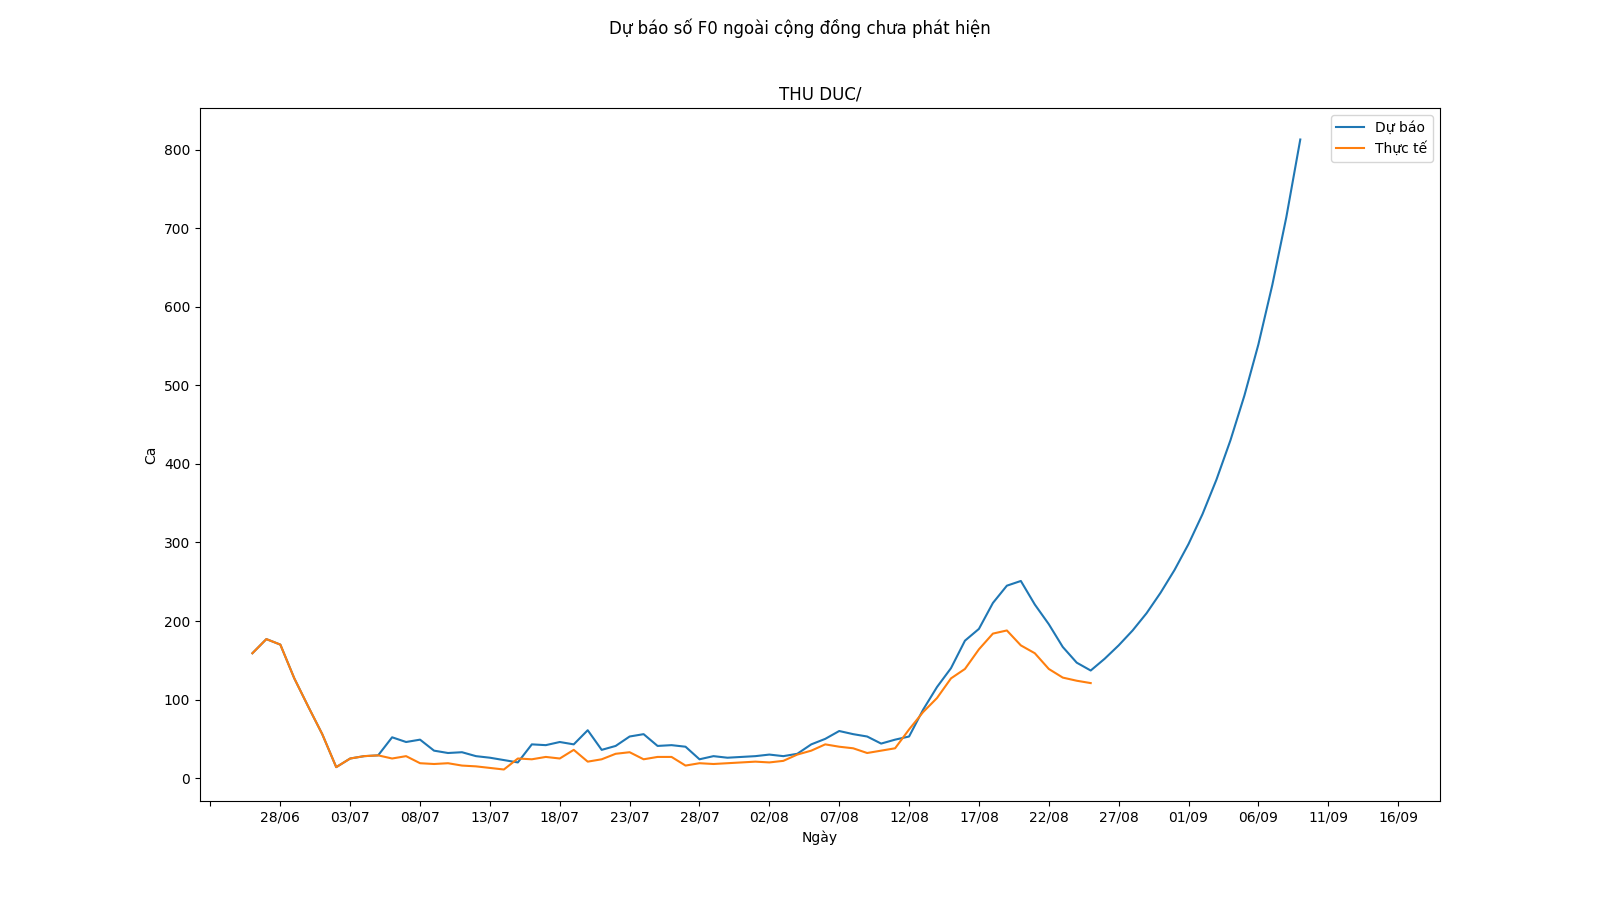 Dự báo số F0 ngoài cộng đồng chưa phát hiện
THU DUC/
Dự báo
Thực tế
800
700
600
500
400
300
200
100
0
Ca
28/06 03/07 08/07 13/07 18/07 23/07 28/07 02/08 07/08 12/08 17/08 22/08 27/08 01/09 06/09 11/09 16/09
Ngày